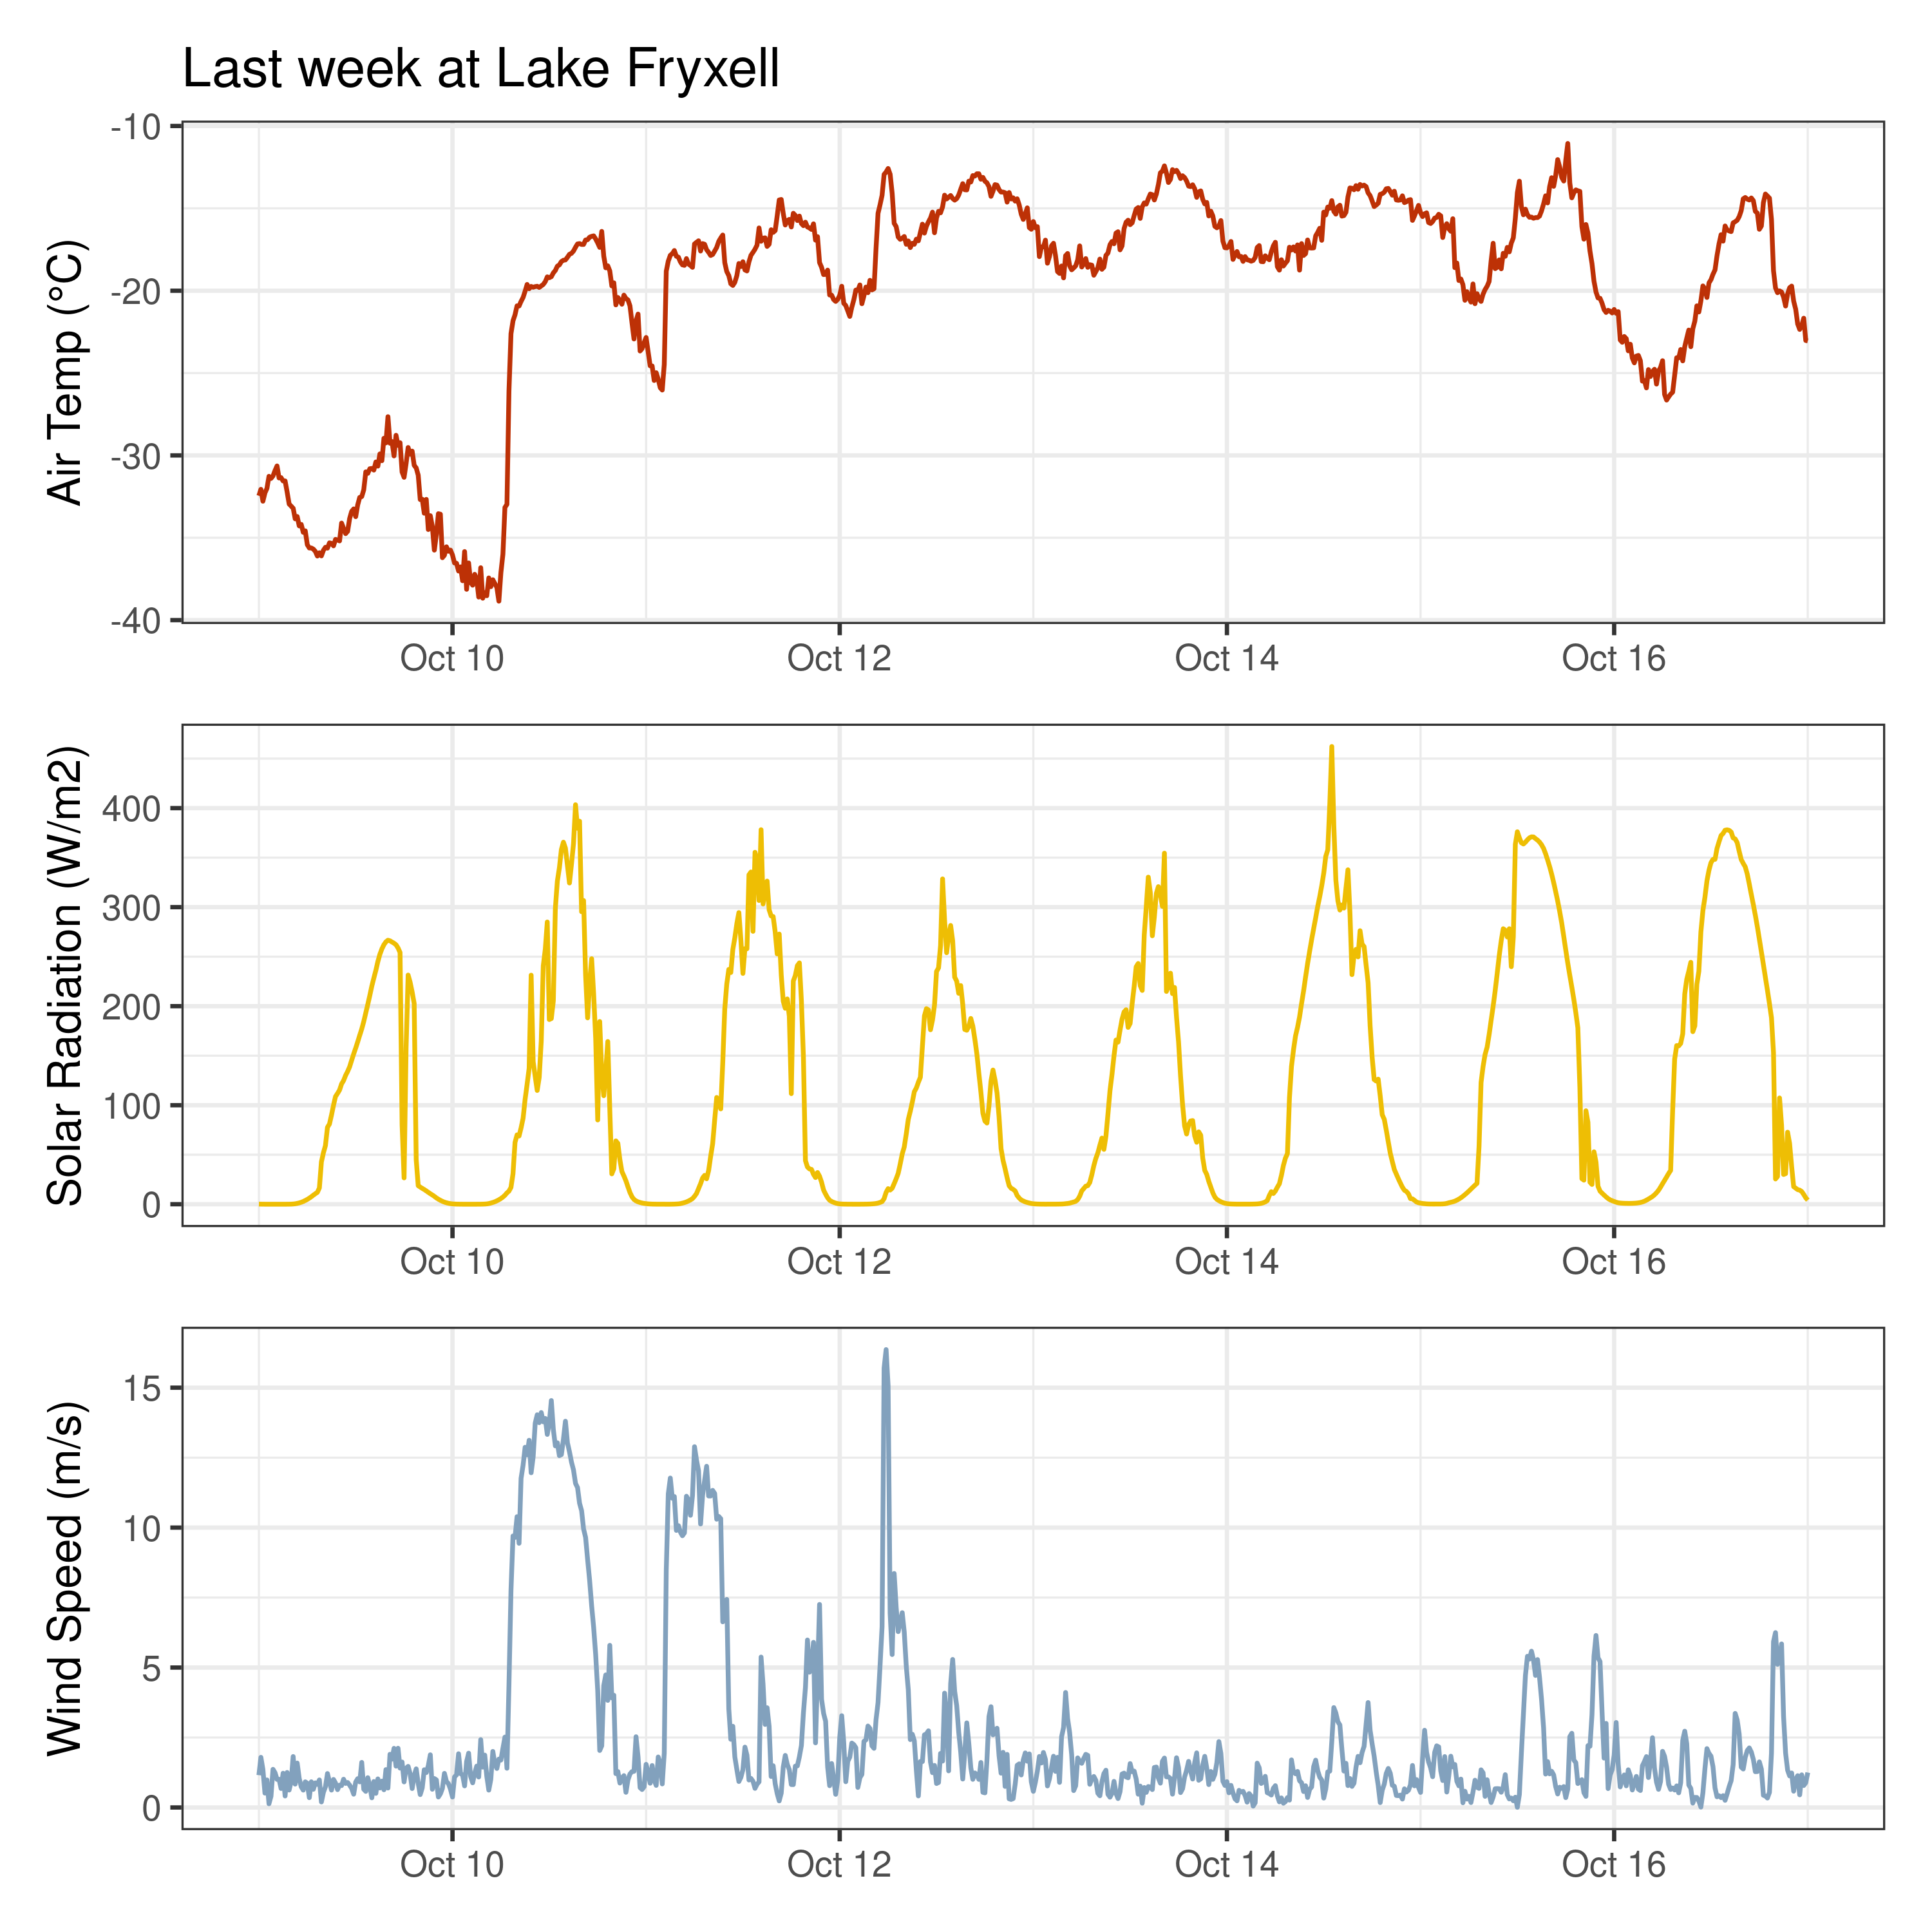 Last week at Lake Fryxell
Air Temp (°C)
-10
-20
-30
-40
Oct 10
Oct 12
Oct 14
Oct 16
Solar Radiation (W/m2)
400
300
200
100
0
Oct 10
Oct 12
Oct 14
Oct 16
Wind Speed (m/s)
15
10
5
0
Oct 10
Oct 12
Oct 14
Oct 16